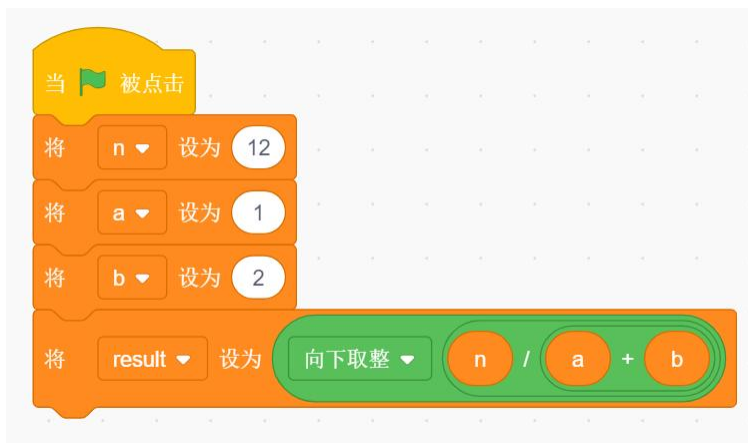 当 被点击
将 n 设为 12
将 a 设为 1
将 b 设为 2
将 result 设为 向下取整 n / a + b